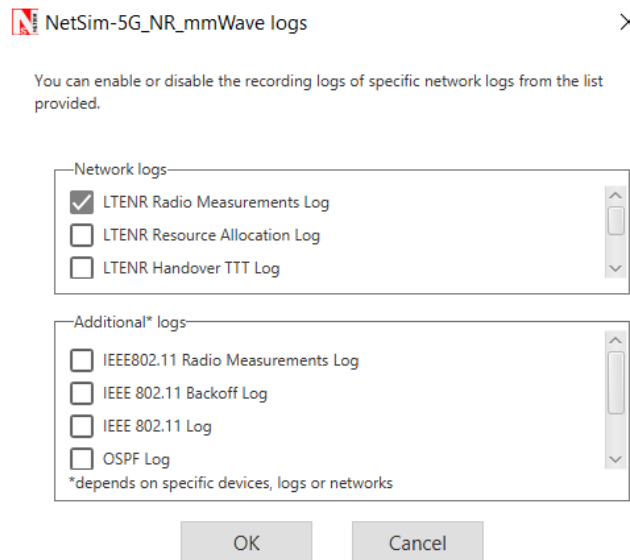 NetSim-5G_NR_mmWave logs
You can enable or disable the recording logs of specific network logs from the list
provided.
Network logs
LTENR Radio Measurements Log
LTENR Resource Allocation Log
LTENR Handover TTT Log
Additional* logs
IEEE802.11 Radio Measurements Log
IEEE 802.11 Backoff Log
IEEE 802.11 Log
OSPF Log
*depends on specific devices, logs or networks
OK Cancel